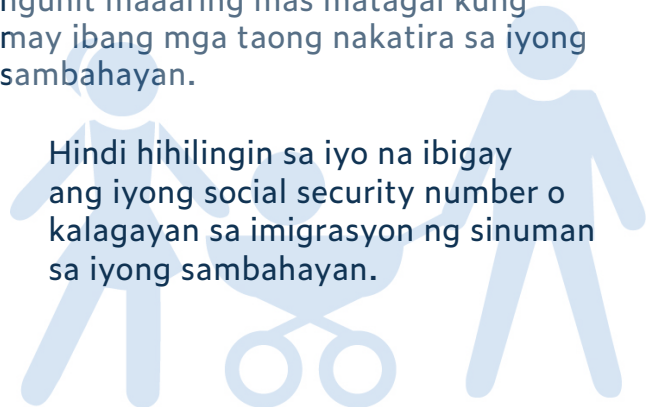 ngunit maaaring mas matagal kung
may ibang mga taong nakatira sa iyong
sambahayan.
Hindi hihilingin sa iyo na ibigay
ang iyong social security number o
kalagayan sa imigrasyon ng sinuman
sa iyong sambahayan.